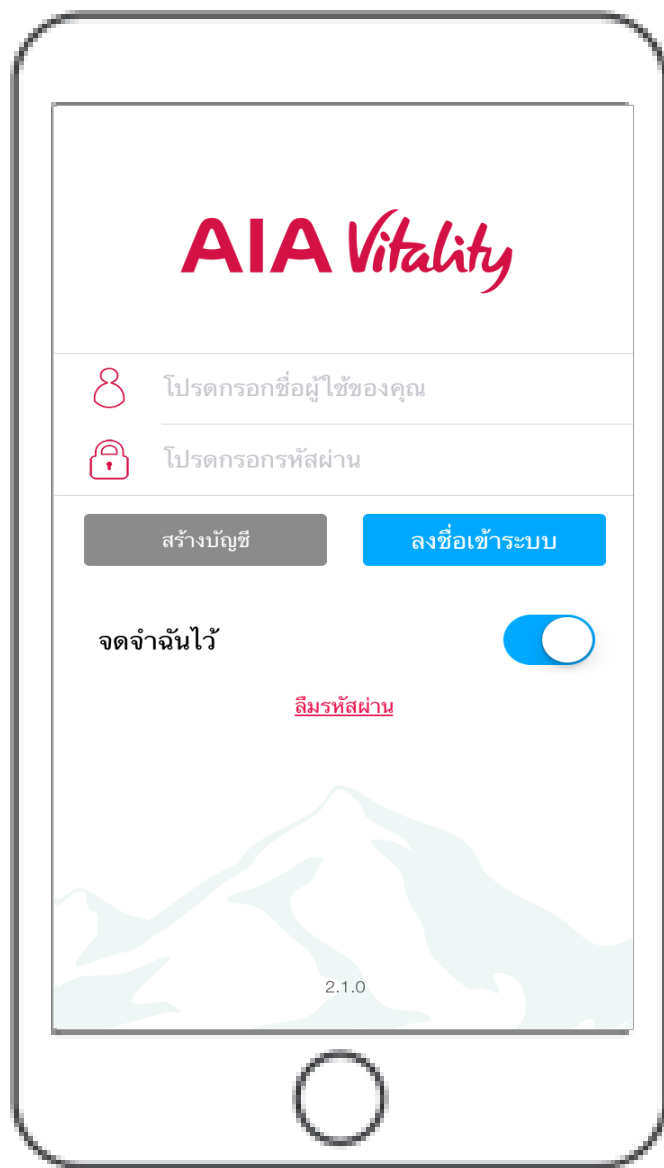 AIA Vitality
โปรดกรอกชื่อผู้ใช้ของคุณ
โปรดกรอกรหัสผ่าน
สร้างบัญชี
ลงชื่อเข้าระบบ
จดจำฉันไว้
ลืมรหัสผ่าน
2.1.0